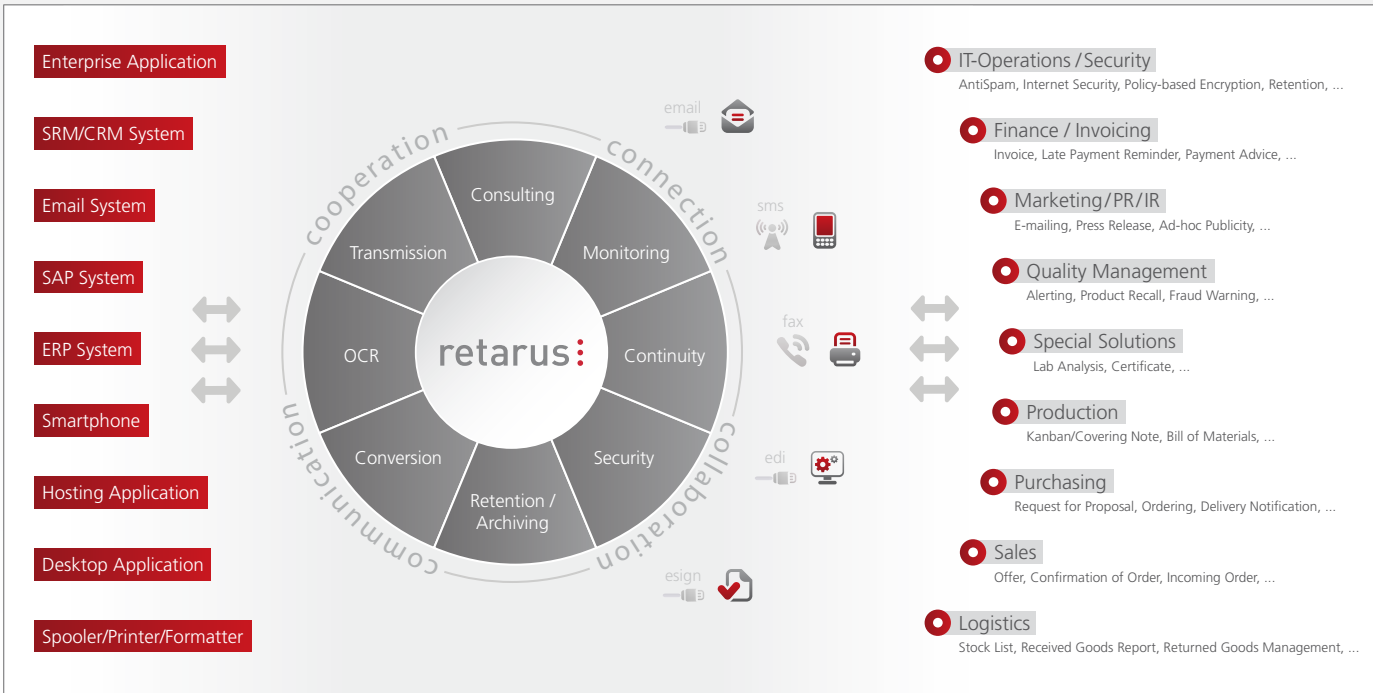 Enterprise Application
SRM/CRM System
Email System
SAP System
ERP System
Smartphone
Hosting Application
Desktop Application
Spooler/Printer/Formatter
cooperation
connection
collaboration
communication
Consulting
Monitoring
Continuity
Security
Retention /
Archiving
Conversion
OCR
Transmission
retarus:
email
sms
fax
edi
esign
IT-Operations / Security
AntiSpam, Internet Security, Policy-based Encryption, Retention, ...
Finance / Invoicing
Invoice, Late Payment Reminder, Payment Advice, ...
Marketing/PR/IR
E-mailing, Press Release, Ad-hoc Publicity, ...
Quality Management
Alerting, Product Recall, Fraud Warning, ...
Special Solutions
Lab Analysis, Certificate, ...
Production
Kanban/Covering Note, Bill of Materials, ...
Purchasing
Request for Proposal, Ordering, Delivery Notification, ...
Sales
Offer, Confirmation of Order, Incoming Order, ...
Logistics
Stock List, Received Goods Report, Returned Goods Management, ...